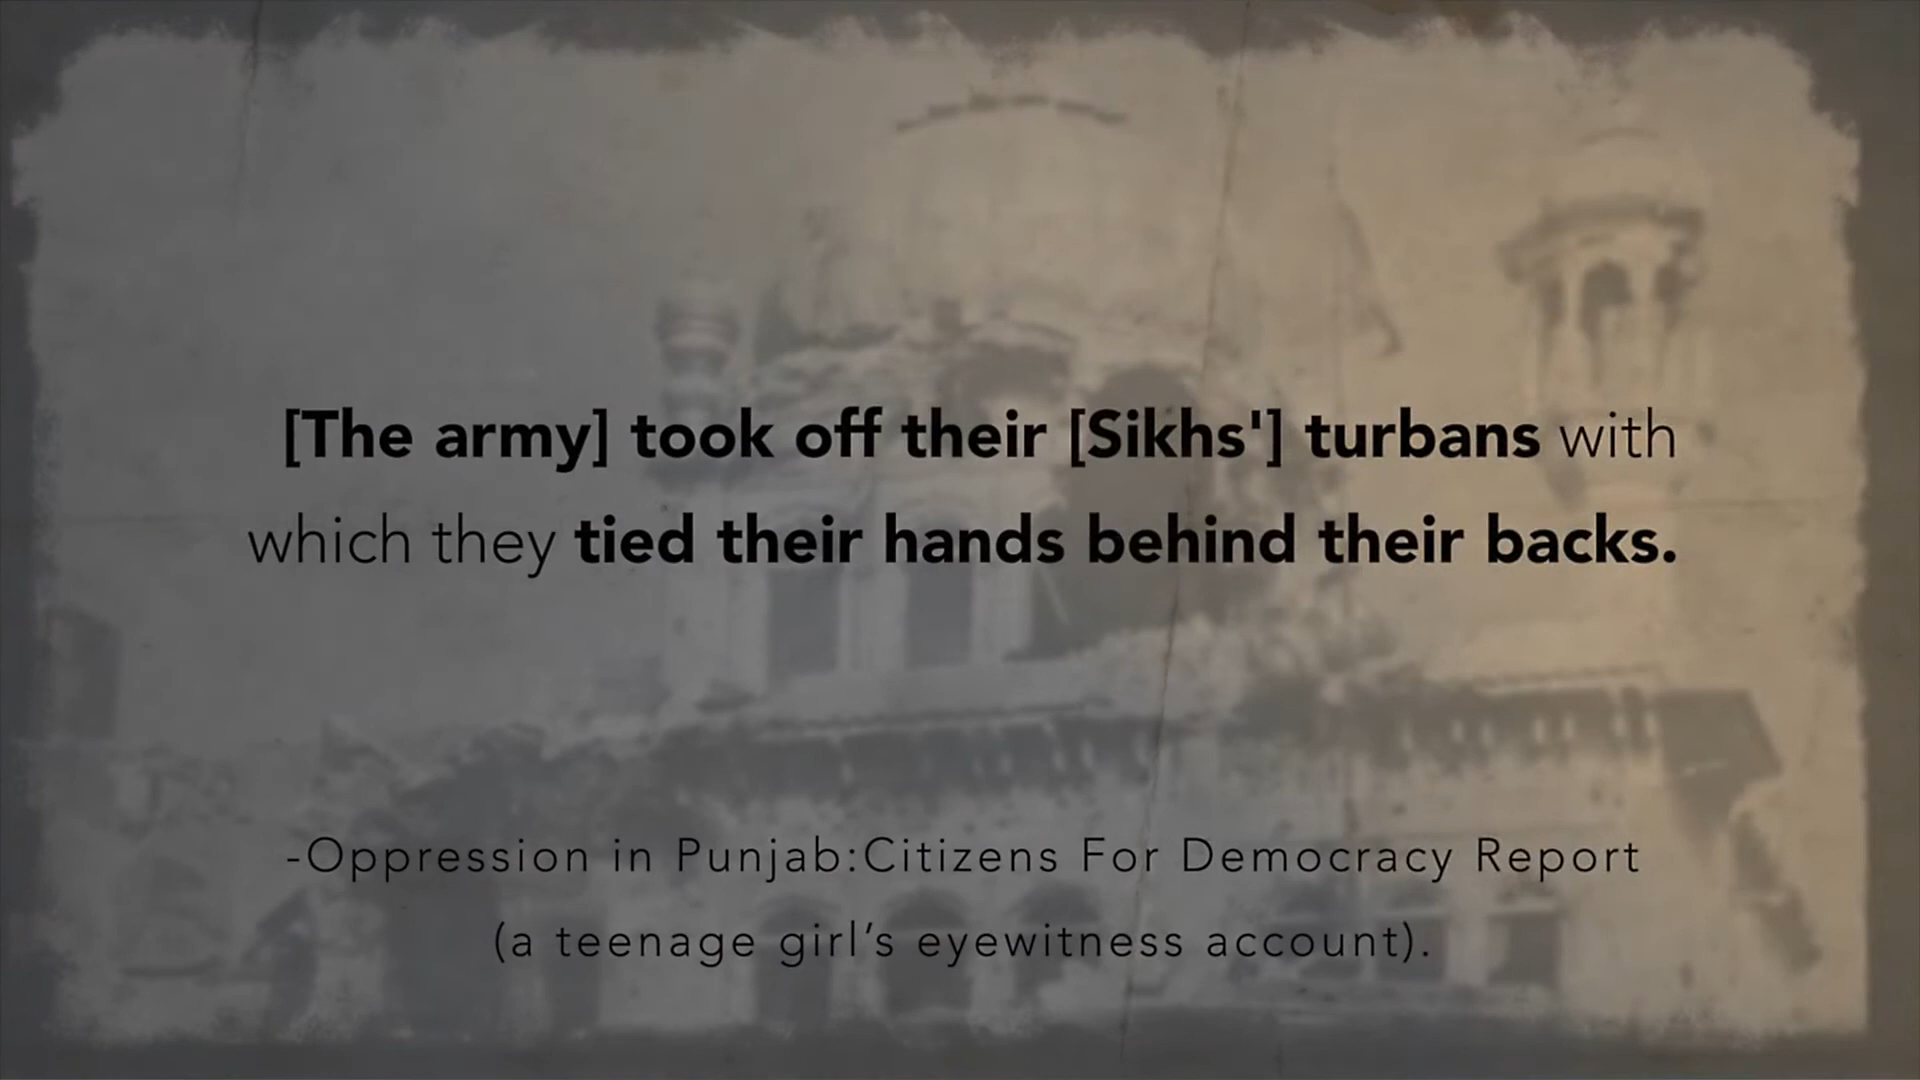 [The army] took off their [Sikhs'] turbans with
which they tied their hands behind their backs.
-Oppression in Punjab:Citizens For Democracy Report
(a teenage girl’s eyewitness account).